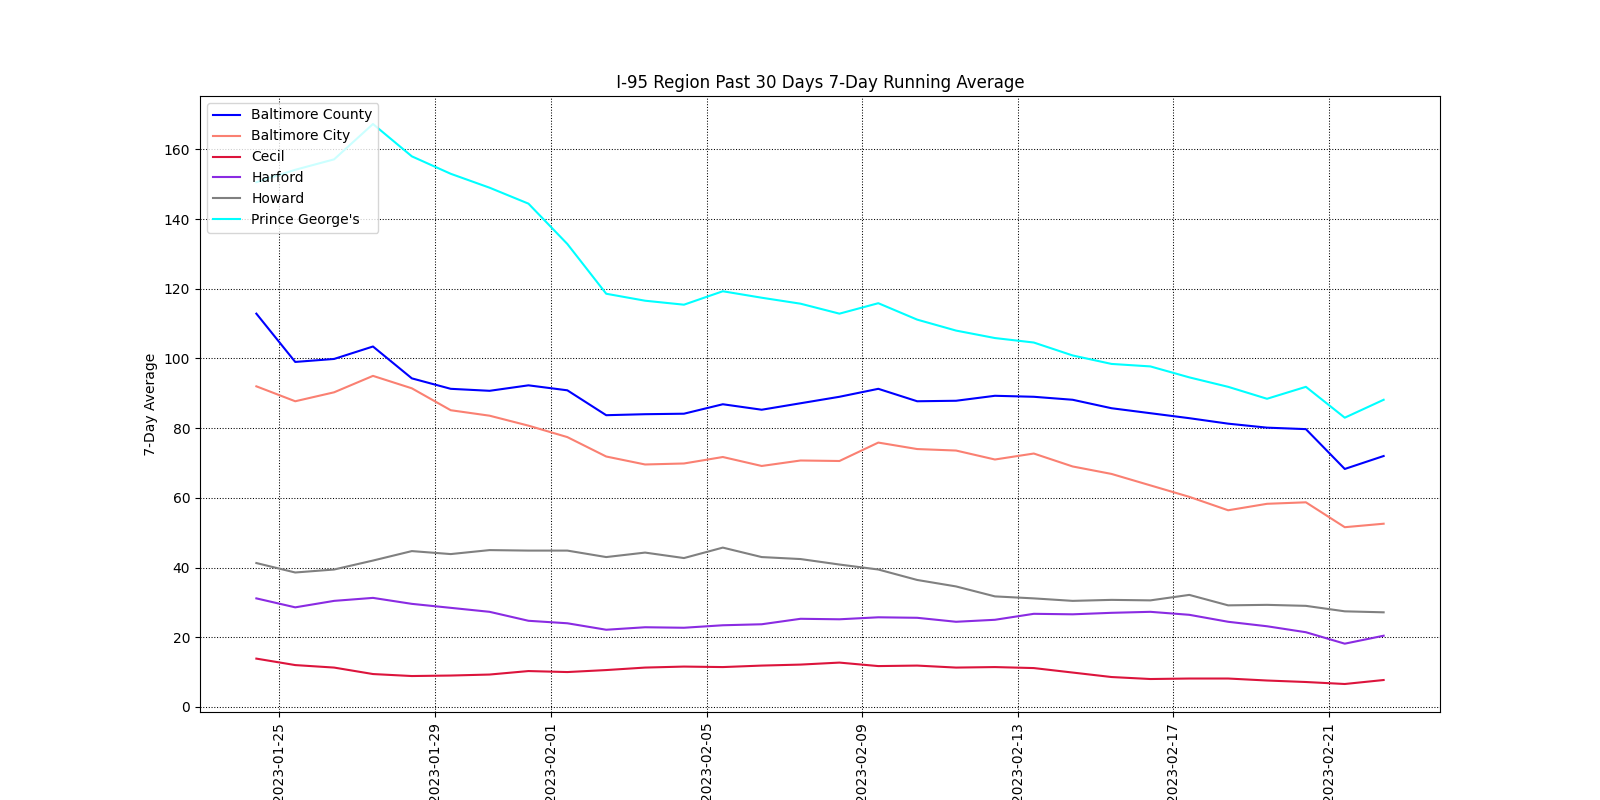 I-95 Region Past 30 Days 7-Day Running Average
Baltimore County
Baltimore City
Cecil
Harford
Howard
Prince George's
7-Day Average
160
140
120
100
80
60
40
20
0
2023-01-25
2023-01-29
2023-02-01
2023-02-05
2023-02-09
2023-02-13
2023-02-17
2023-02-21